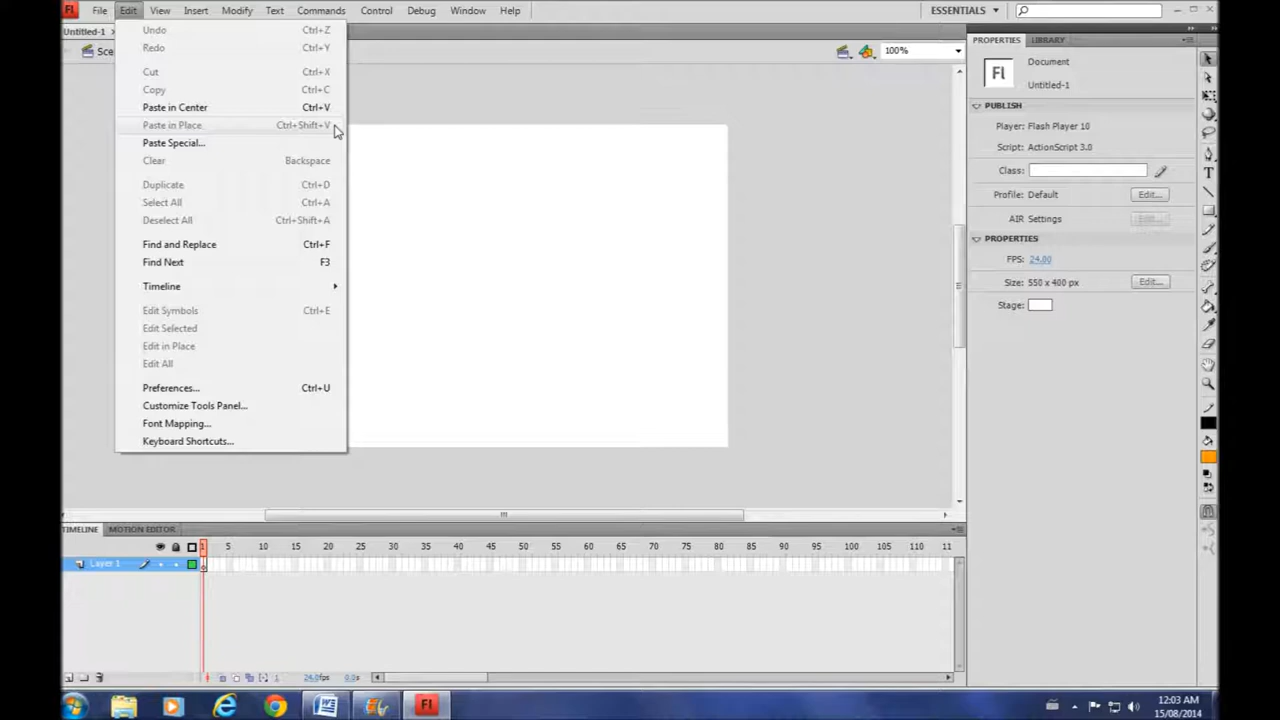 Fl File Edit View Insert Modify Text Commands Control Debug Window Help ESSENTIALS
Untitled-1
Sce 100%
Undo Ctrl+Z
Redo Ctrl+Y
Cut Ctrl+X
Copy Ctrl+C
Paste in Center Ctrl+V
Paste in Place Ctrl+Shift+V
Paste Special...
Clear Backspace
Duplicate Ctrl+D
Select All Ctrl+A
Deselect All Ctrl+Shift+A
Find and Replace Ctrl+F
Find Next F3
Timeline
Edit Symbols Ctrl+E
Edit Selected
Edit in Place
Edit All
Preferences... Ctrl+U
Customize Tools Panel...
Font Mapping...
Keyboard Shortcuts...
PROPERTIES LIBRARY
Fl Document
Untitled-1
PUBLISH
Player: Flash Player 10
Script: ActionScript 3.0
Class:
Profile: Default Edit...
AIR Settings Edit...
PROPERTIES
FPS: 24.00
Size: 550 x 400 px Edit...
Stage:
T
TIMELINE MOTION EDITOR
1 5 10 15 20 25 30 35 40 45 50 55 60 65 70 75 80 85 90 95 100 105 11
Layer 1
1 24.0fps 0.0s
Fl
12:03 AM
15/08/2014